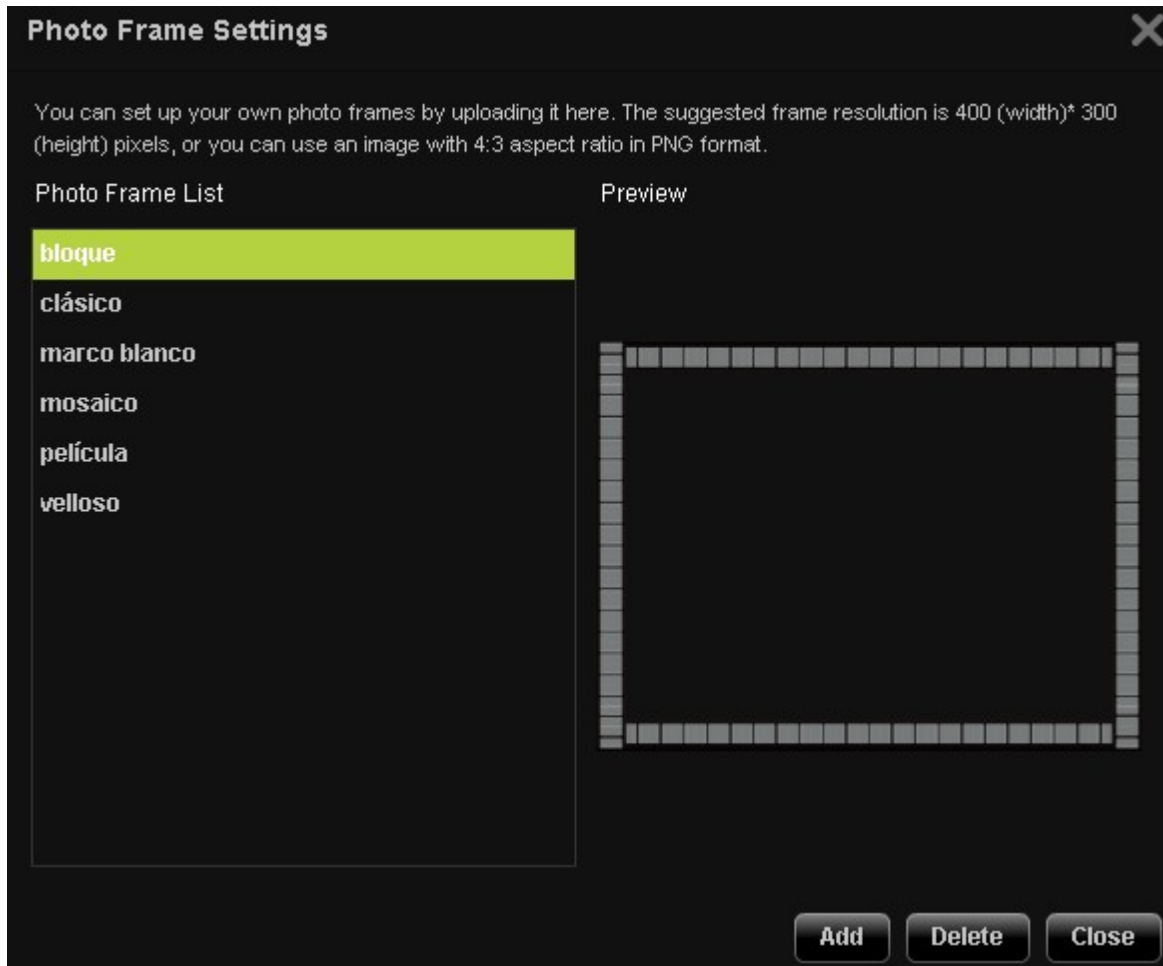 Photo Frame Settings
You can set up your own photo frames by uploading it here. The suggested frame resolution is 400 (width)* 300
(height) pixels, or you can use an image with 4:3 aspect ratio in PNG format.
Photo Frame List
Preview
bloque
clásico
marco blanco
mosaico
película
velloso
Add
Delete
Close